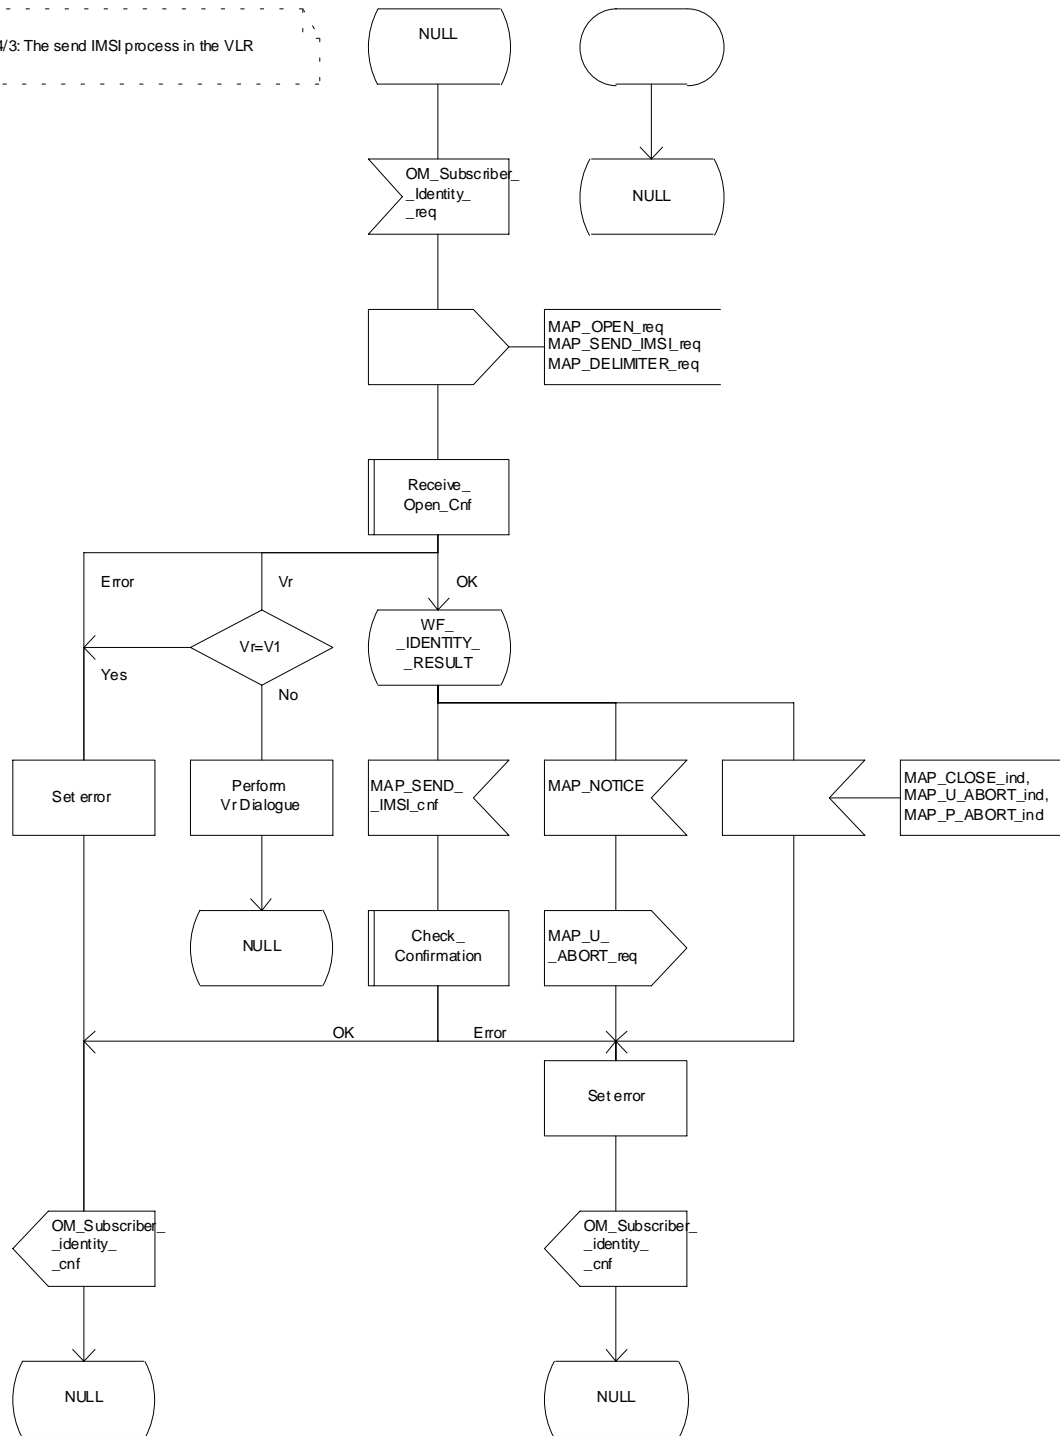 4/3: The send IMSI process in the VLR
NULL
OM_Subscriber_
_Identity_
_req
NULL
MAP_OPEN_req
MAP_SEND_IMSI_req
MAP_DELIMITER_req
Receive_
Open_Cnf
Error
Vr
OK
Vr=V1
WF_
_IDENTITY_
_RESULT
Yes
No
Set error
Perform
Vr Dialogue
MAP_SEND_
_IMSI_cnf
MAP_NOTICE
MAP_CLOSE_ind,
MAP_U_ABORT_ind,
MAP_P_ABORT_ind
NULL
Check_
Confirmation
MAP_U_
_ABORT_req
OK
Error
Set error
OM_Subscriber_
_identity_
_cnf
OM_Subscriber_
_identity_
_cnf
NULL
NULL